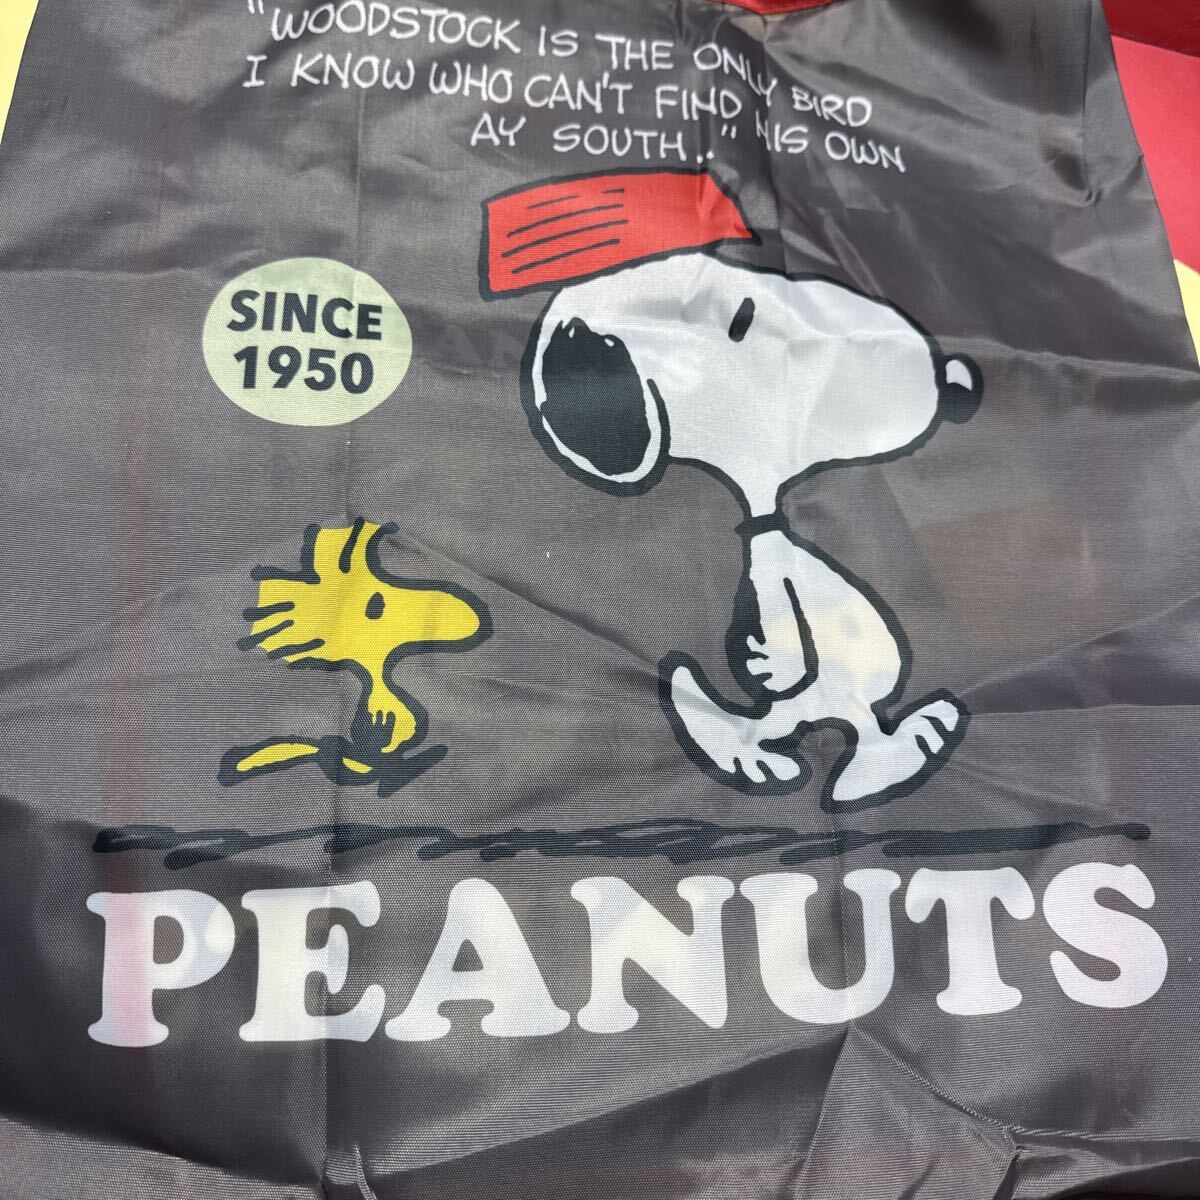 "WOODSTOCK IS THE ONLY BIRD
I KNOW WHO CAN'T FIND HIS OWN
AY SOUTH.."
SINCE
1950
PEANUTS